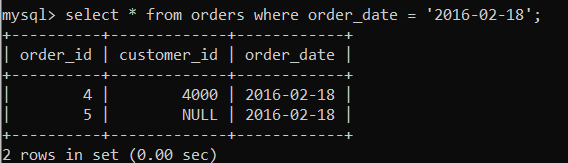 mysql> select * from orders where order_date = '2016-02-18';
+----------+-------------+------------+
| order_id | customer_id | order_date |
+----------+-------------+------------+
|        4 |        4000 | 2016-02-18 |
|        5 |        NULL | 2016-02-18 |
+----------+-------------+------------+
2 rows in set (0.00 sec)